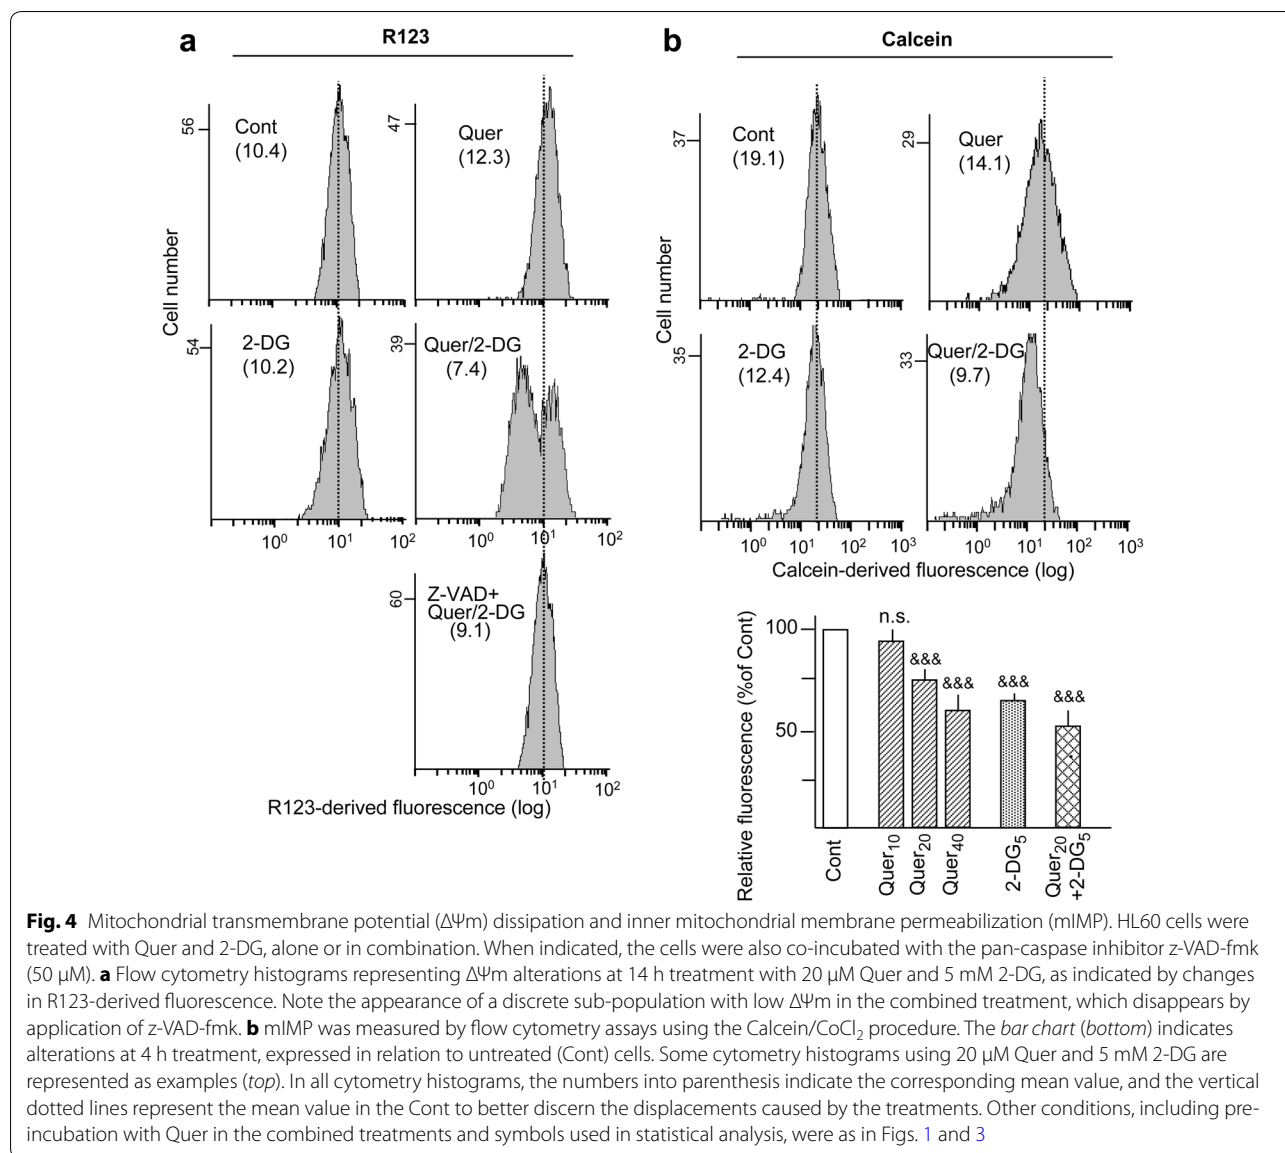 a
R123
56
Cont
(10.4)
47
Quer
(12.3)
Cell number
54
2-DG
(10.2)
39
Quer/2-DG
(7.4)
10⁰ 10¹ 10²
10⁰ 10¹ 10²
60
Z-VAD+
Quer/2-DG
(9.1)
10⁰ 10¹ 10²
R123-derived fluorescence (log)
b
Calcein
37
Cont
(19.1)
29
Quer
(14.1)
Cell number
35
2-DG
(12.4)
33
Quer/2-DG
(9.7)
10⁰ 10¹ 10² 10³
10⁰ 10¹ 10² 10³
Calcein-derived fluorescence (log)
Relative fluorescence (%of Cont)
100
50
n.s.
&&&
&&&
&&&
&&&
Cont
Quer₁₀
Quer₂₀
Quer₄₀
2-DG₅
Quer₂₀
+2-DG₅
Fig. 4 Mitochondrial transmembrane potential (ΔΨm) dissipation and inner mitochondrial membrane permeabilization (mIMP). HL60 cells were
treated with Quer and 2-DG, alone or in combination. When indicated, the cells were also co-incubated with the pan-caspase inhibitor z-VAD-fmk
(50 μM). a Flow cytometry histograms representing ΔΨm alterations at 14 h treatment with 20 μM Quer and 5 mM 2-DG, as indicated by changes
in R123-derived fluorescence. Note the appearance of a discrete sub-population with low ΔΨm in the combined treatment, which disappears by
application of z-VAD-fmk. b mIMP was measured by flow cytometry assays using the Calcein/CoCl₂ procedure. The bar chart (bottom) indicates
alterations at 4 h treatment, expressed in relation to untreated (Cont) cells. Some cytometry histograms using 20 μM Quer and 5 mM 2-DG are
represented as examples (top). In all cytometry histograms, the numbers into parenthesis indicate the corresponding mean value, and the vertical
dotted lines represent the mean value in the Cont to better discern the displacements caused by the treatments. Other conditions, including pre-
incubation with Quer in the combined treatments and symbols used in statistical analysis, were as in Figs. 1 and 3